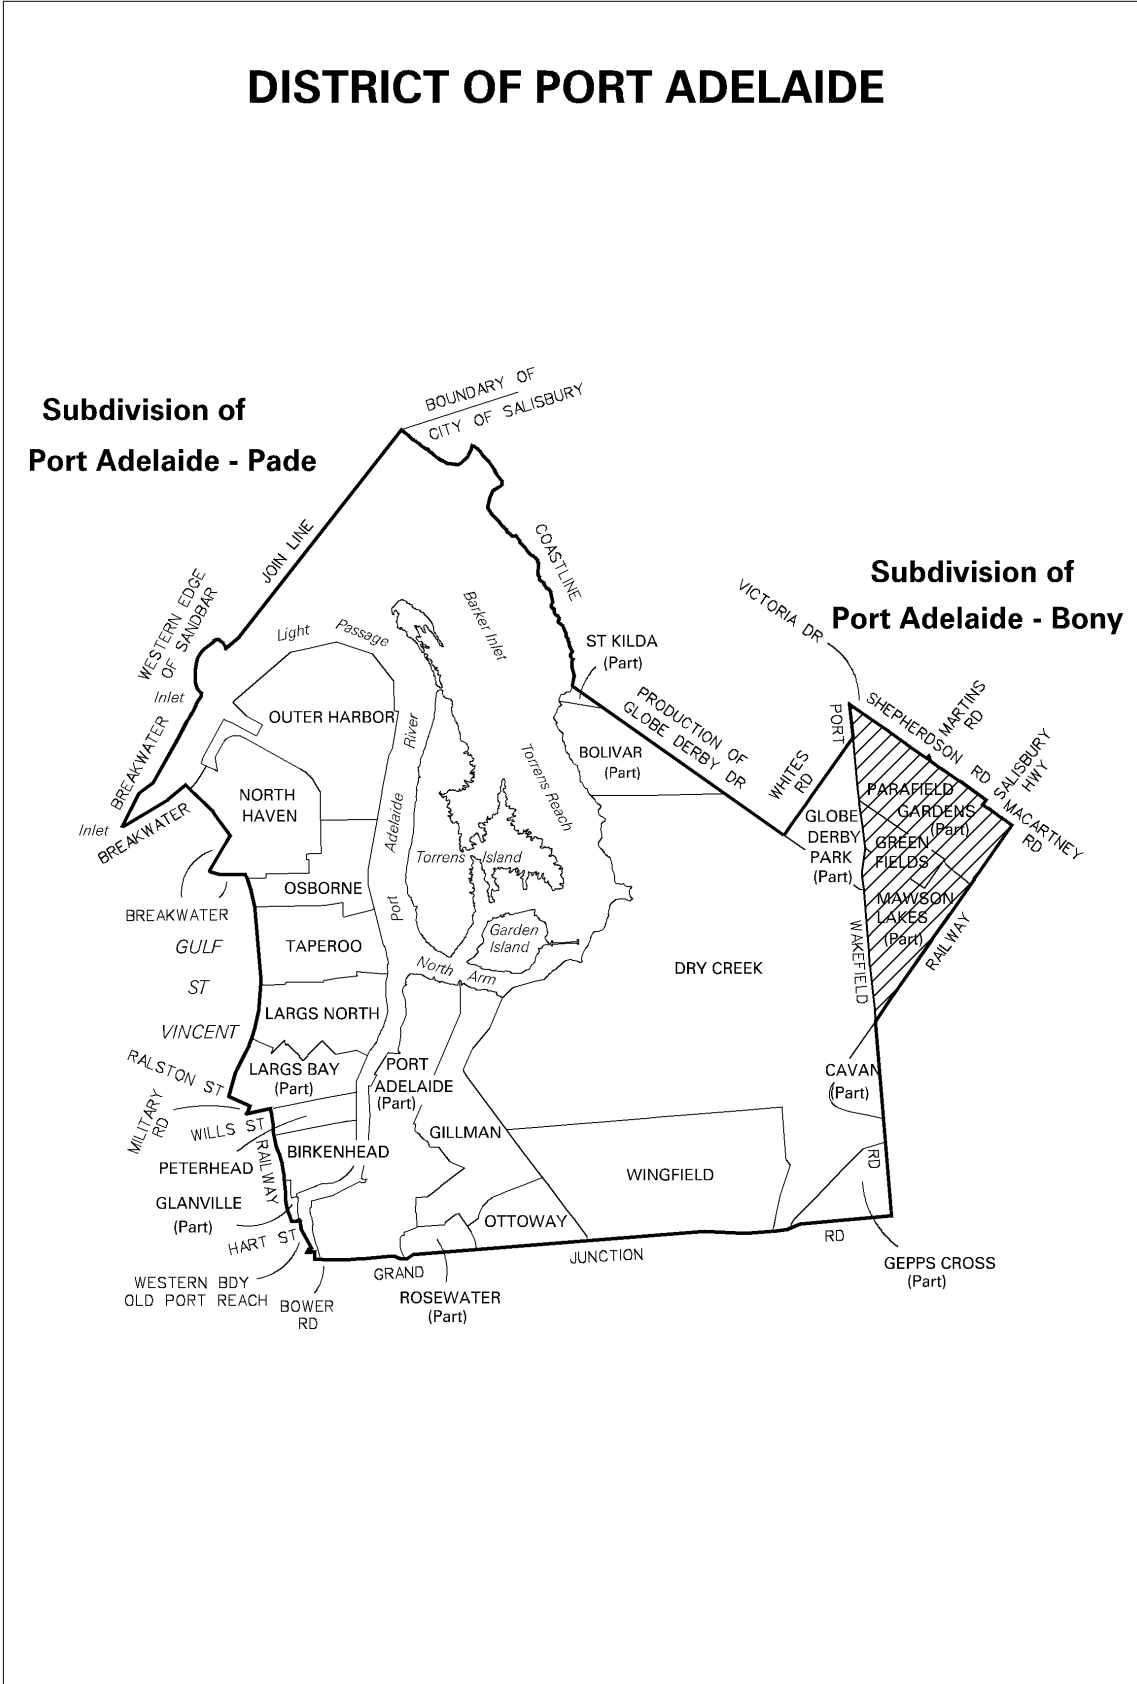 DISTRICT OF PORT ADELAIDE
BOUNDARY OF
CITY OF SALISBURY
Subdivision of
Port Adelaide - Pade
JOIN LINE
COASTLINE
WESTERN EDGE
OF SANDBAR
Subdivision of
Port Adelaide - Bony
VICTORIA DR
Light Passage
Barker Inlet
ST KILDA
(Part)
Inlet
PRODUCTION OF
GLOBE DERBY DR
PORT
SHEPHERDSON RD
MARTINS
RD
SALISBURY
HWY
MACARTNEY
RD
OUTER HARBOR
River
BREAKWATER
BOLIVAR
(Part)
Torrens Reach
WHITES
RD
PARAFIELD
GARDENS
(Part)
NORTH
HAVEN
Inlet
BREAKWATER
Adelaide
GLOBE
DERBY
PARK
(Part)
GREEN
FIELDS
Torrens Island
OSBORNE
MAWSON
LAKES
(Part)
BREAKWATER
Port
Garden
Island
GULF
TAPEROO
RAILWAY
WAKEFIELD
DRY CREEK
North Arm
ST
LARGS NORTH
VINCENT
RALSTON ST
LARGS BAY
(Part)
PORT
ADELAIDE
(Part)
CAVAN
(Part)
MILITARY
RD
WILLS ST
GILLMAN
RAILWAY
BIRKENHEAD
PETERHEAD
RD
WINGFIELD
GLANVILLE
(Part)
OTTOWAY
HART ST
RD
JUNCTION
GRAND
GEPPS CROSS
(Part)
WESTERN BDY
OLD PORT REACH
BOWER
RD
ROSEWATER
(Part)